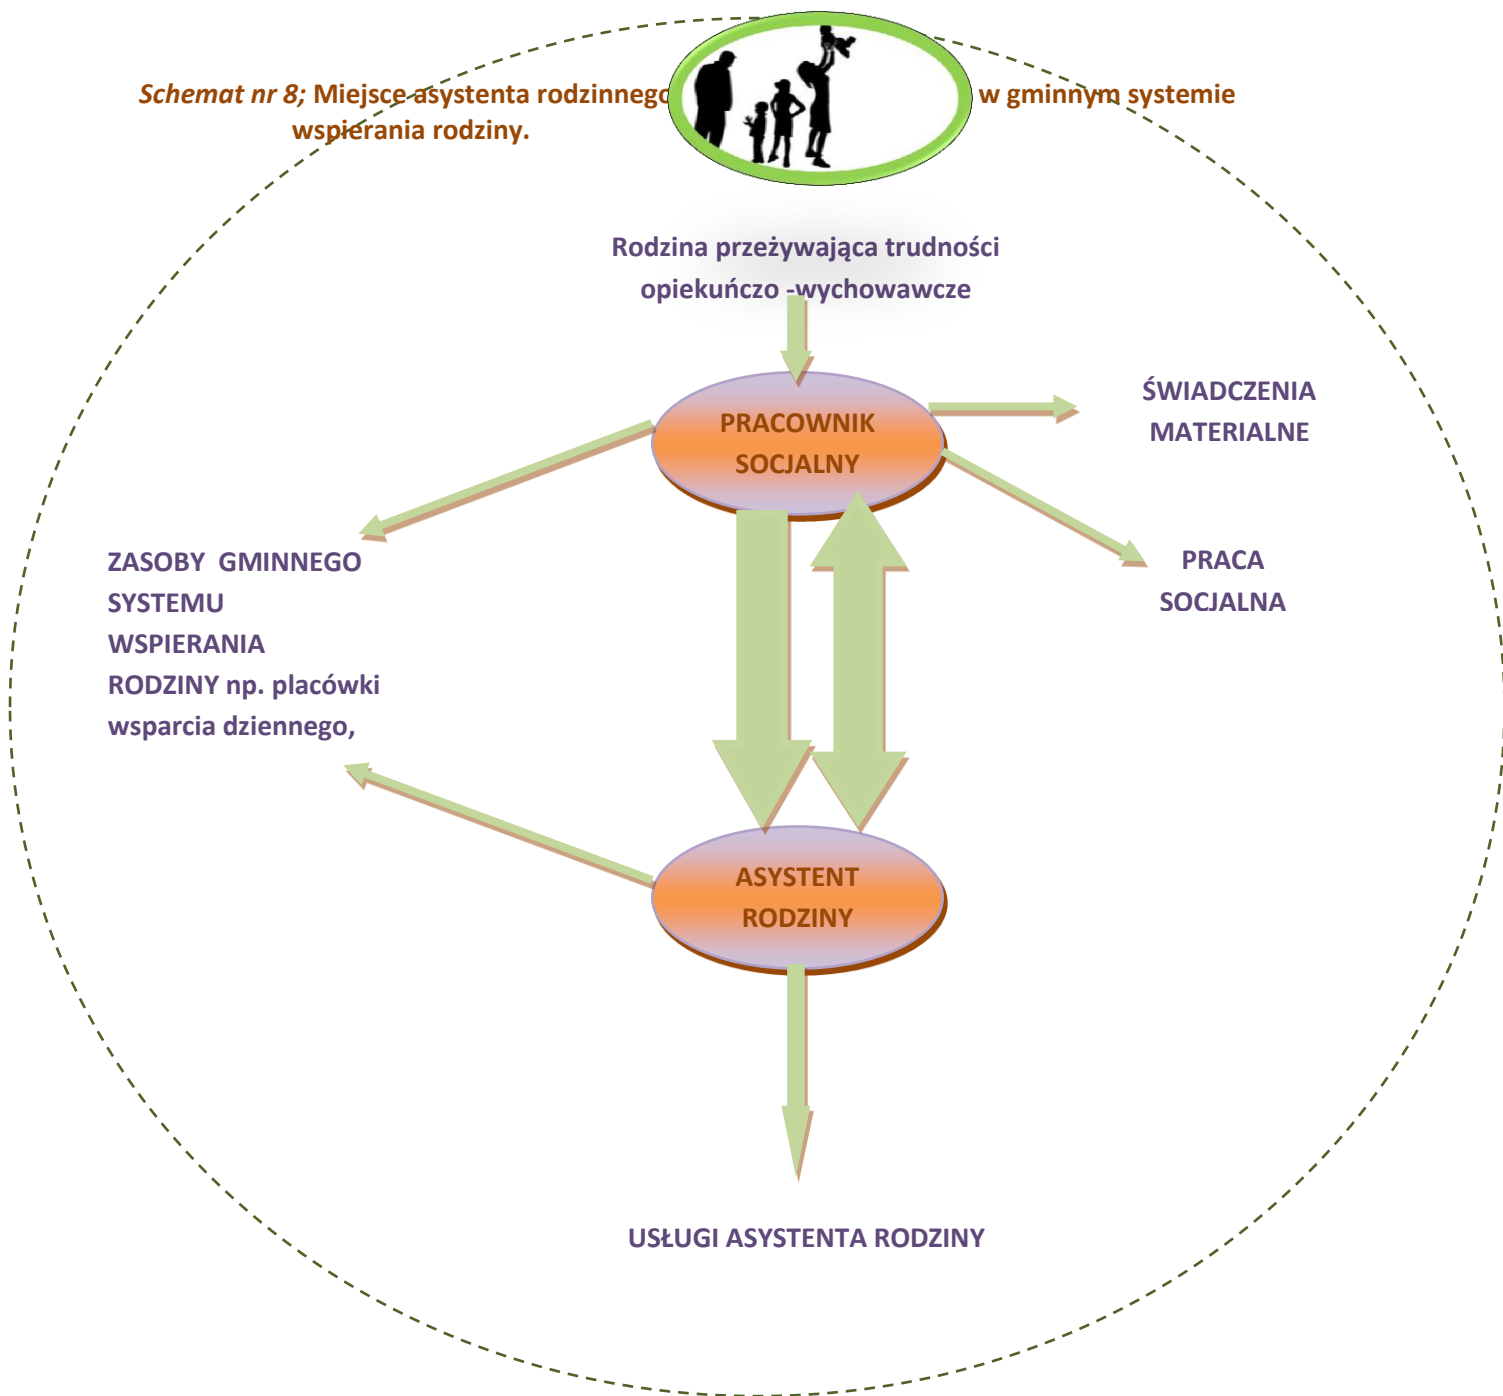 Schemat nr 8; Miejsce asystenta rodzinnego w gminnym systemie
wspierania rodziny.
Rodzina przeżywająca trudności
opiekuńczo -wychowawcze
PRACOWNIK
SOCJALNY
ŚWIADCZENIA
MATERIALNE
PRACA
SOCJALNA
ZASOBY GMINNEGO
SYSTEMU
WSPIERANIA
RODZINY np. placówki
wsparcia dziennego,
ASYSTENT
RODZINY
USŁUGI ASYSTENTA RODZINY